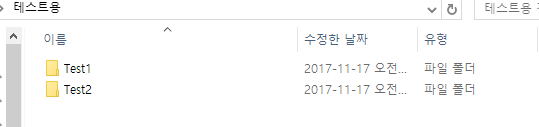 테스트용 테스트용
이름 수정한 날짜 유형
Test1 2017-11-17 오전... 파일 폴더
Test2 2017-11-17 오전... 파일 폴더